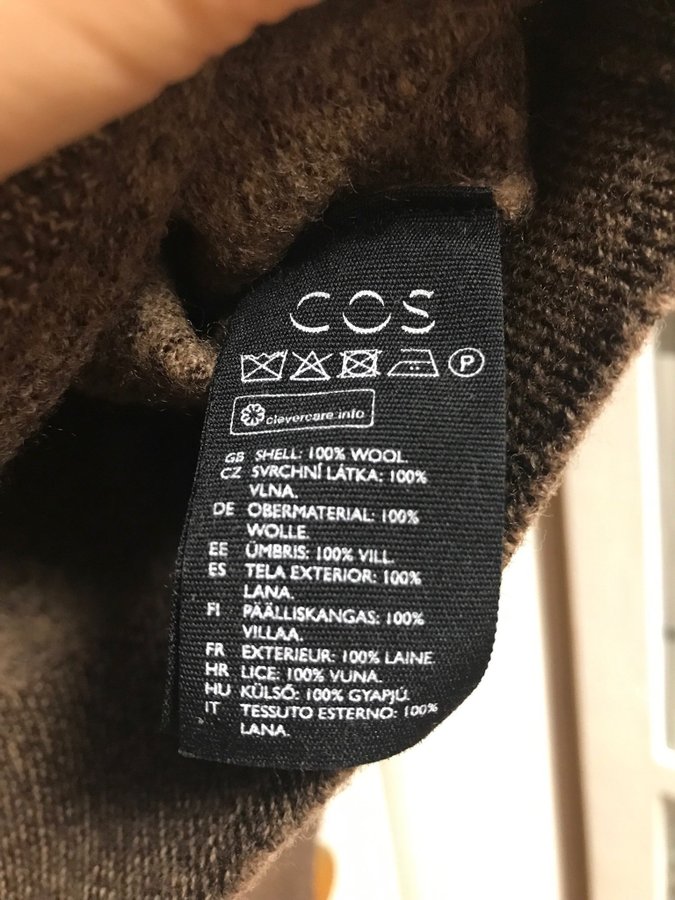 COS
P
clevercare.info
GB SHELL: 100% WOOL.
CZ SVRCHNÍ LÁTKA: 100%
VLNA.
DE OBERMATERIAL: 100%
WOLLE.
EE ÜMBRIS: 100% VILL.
ES TELA EXTERIOR: 100%
LANA.
FI PÄÄLLISKANGAS: 100%
VILLAA.
FR EXTERIEUR: 100% LAINE.
HR LICE: 100% VUNA.
HU KÜLSŐ: 100% GYAPJÚ.
IT TESSUTO ESTERNO: 100%
LANA.